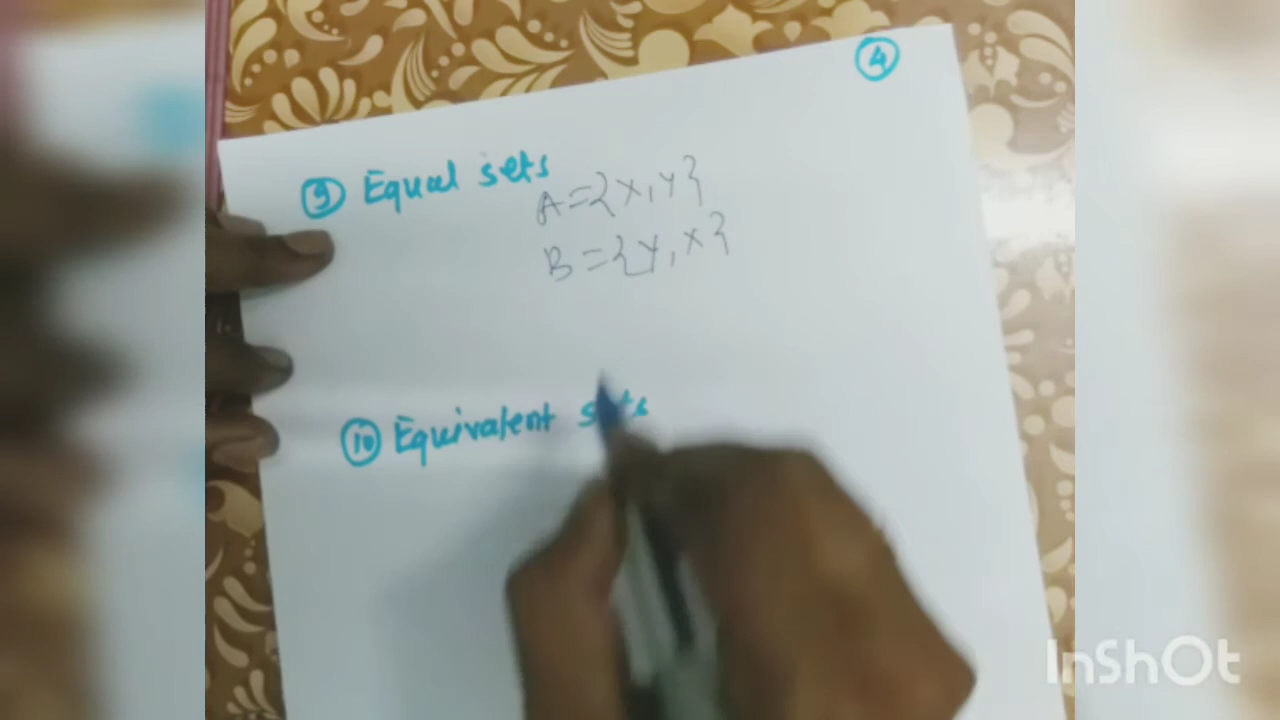 ④
⑨ Equal sets
A={x,y}
B={y,x}
⑩ Equivalent sets
InShOt